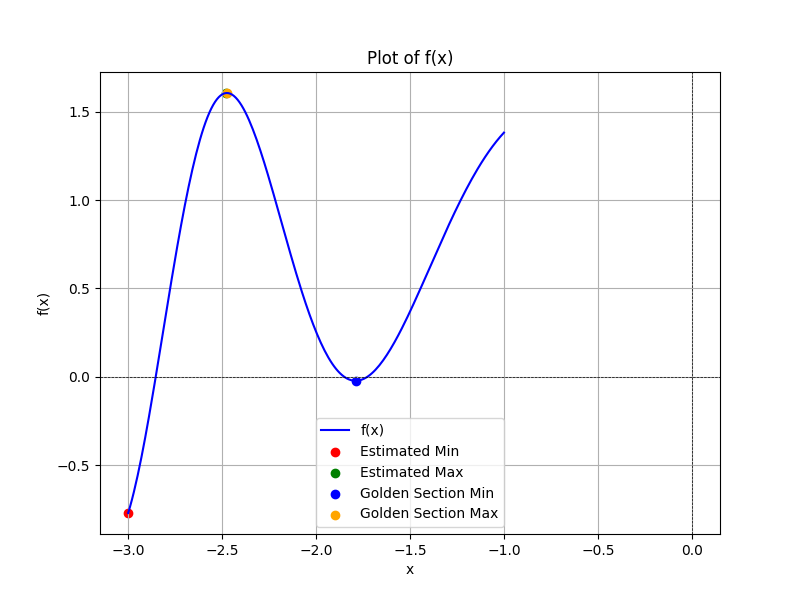 Plot of f(x)
f(x)
1.5
1.0
0.5
0.0
−0.5
−3.0
−2.5
−2.0
−1.5
−1.0
−0.5
0.0
x
f(x)
Estimated Min
Estimated Max
Golden Section Min
Golden Section Max